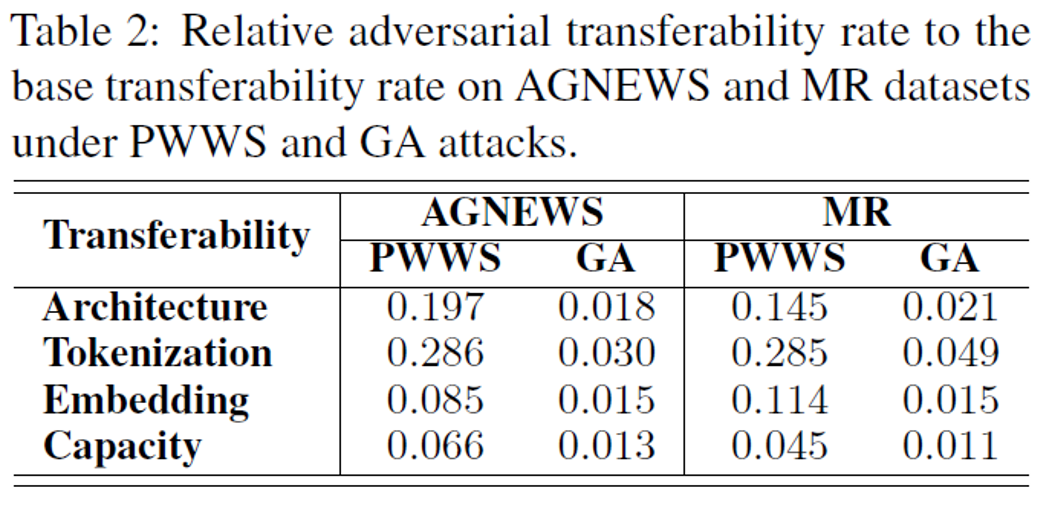 Table 2: Relative adversarial transferability rate to the
base transferability rate on AGNEWS and MR datasets
under PWWS and GA attacks.
Transferability AGNEWS MR
PWWS GA PWWS GA
Architecture 0.197 0.018 0.145 0.021
Tokenization 0.286 0.030 0.285 0.049
Embedding 0.085 0.015 0.114 0.015
Capacity 0.066 0.013 0.045 0.011